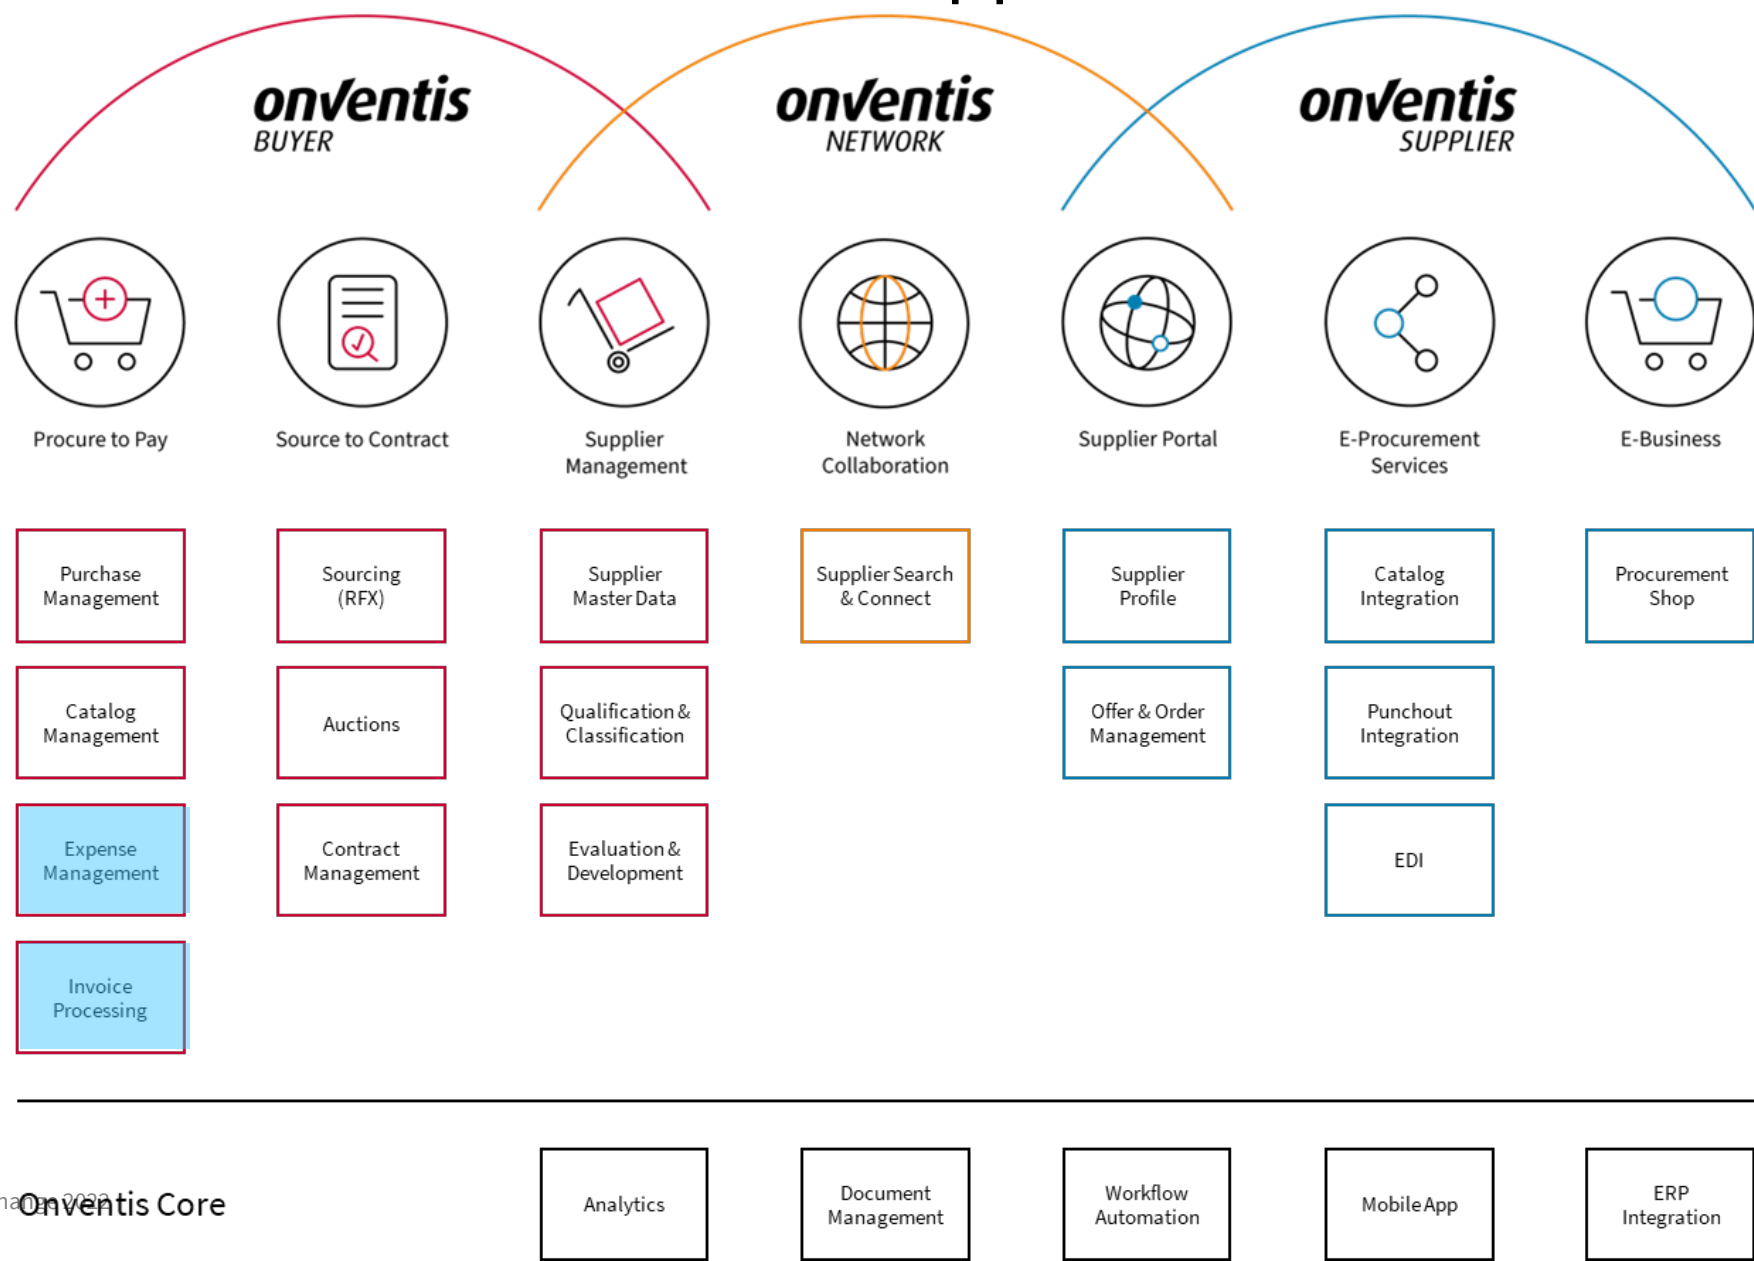 onventis
BUYER
onventis
NETWORK
onventis
SUPPLIER
Procure to Pay
Source to Contract
Supplier
Management
Network
Collaboration
Supplier Portal
E-Procurement
Services
E-Business
Purchase
Management
Sourcing
(RFX)
Supplier
Master Data
Supplier Search
& Connect
Supplier
Profile
Catalog
Integration
Procurement
Shop
Catalog
Management
Auctions
Qualification &
Classification
Offer & Order
Management
Punchout
Integration
Expense
Management
Contract
Management
Evaluation &
Development
EDI
Invoice
Processing
Onventis Core
2022
Analytics
Document
Management
Workflow
Automation
Mobile App
ERP
Integration